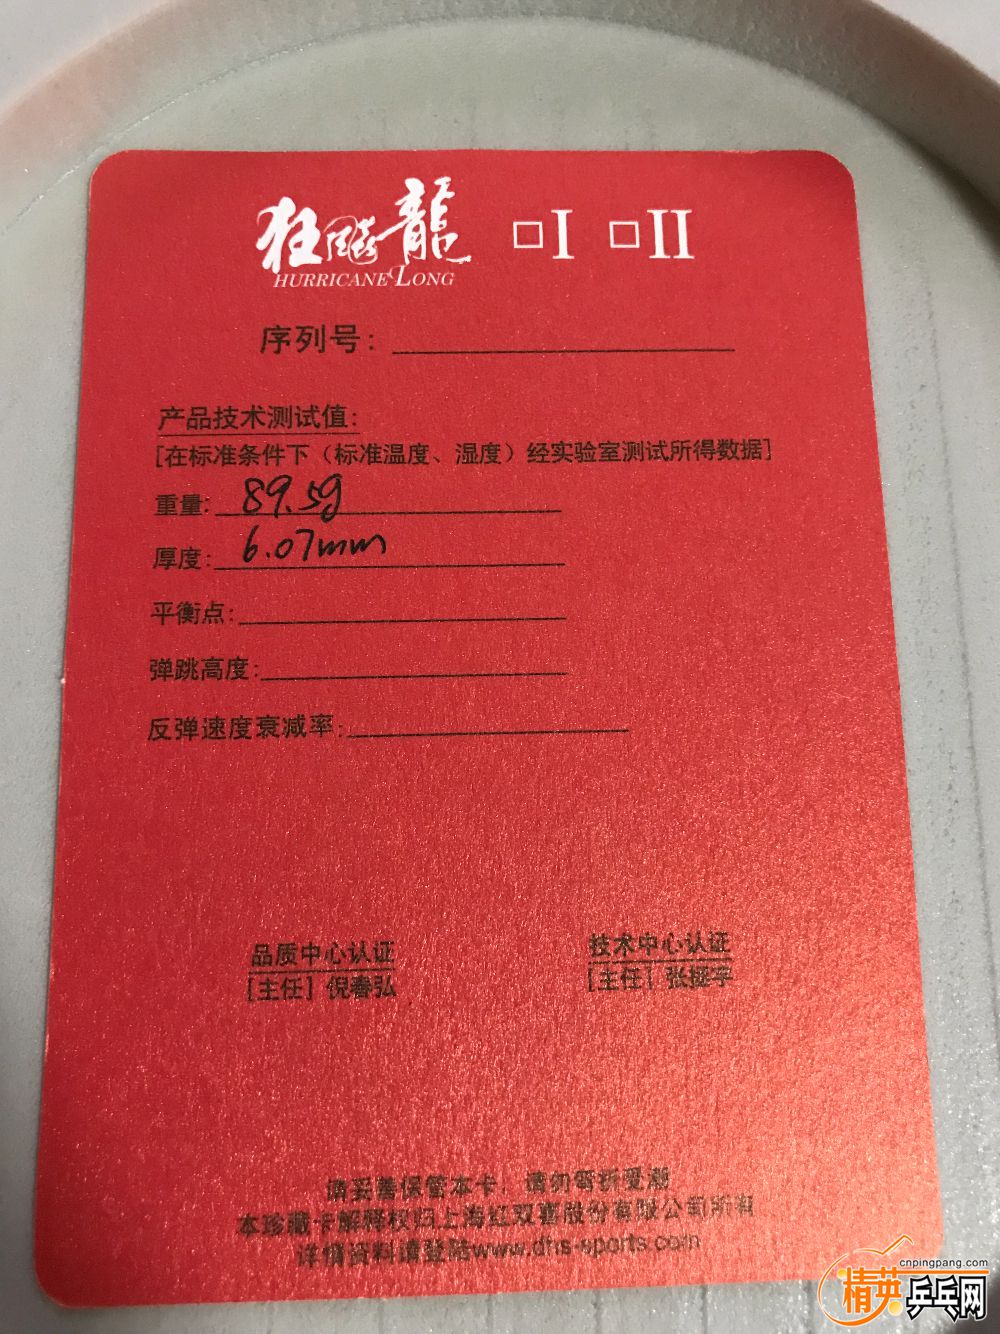 狂飚龍 □I □II
HURRICANE LONG
序列号：
产品技术测试值：
[在标准条件下（标准温度、湿度）经实验室测试所得数据]
重量: 89.5g
厚度: 6.07mm
平衡点:
弹跳高度:
反弹速度衰减率:
品质中心认证 技术中心认证
[主任] 倪春弘 [主任] 张挺宇
请妥善保管本卡，请勿弯折受潮
本珍藏卡解释权归上海红双喜股份有限公司所有
详情资料请登陆www.dhs-sports.com
cnpingpang.com
精英乒乓网